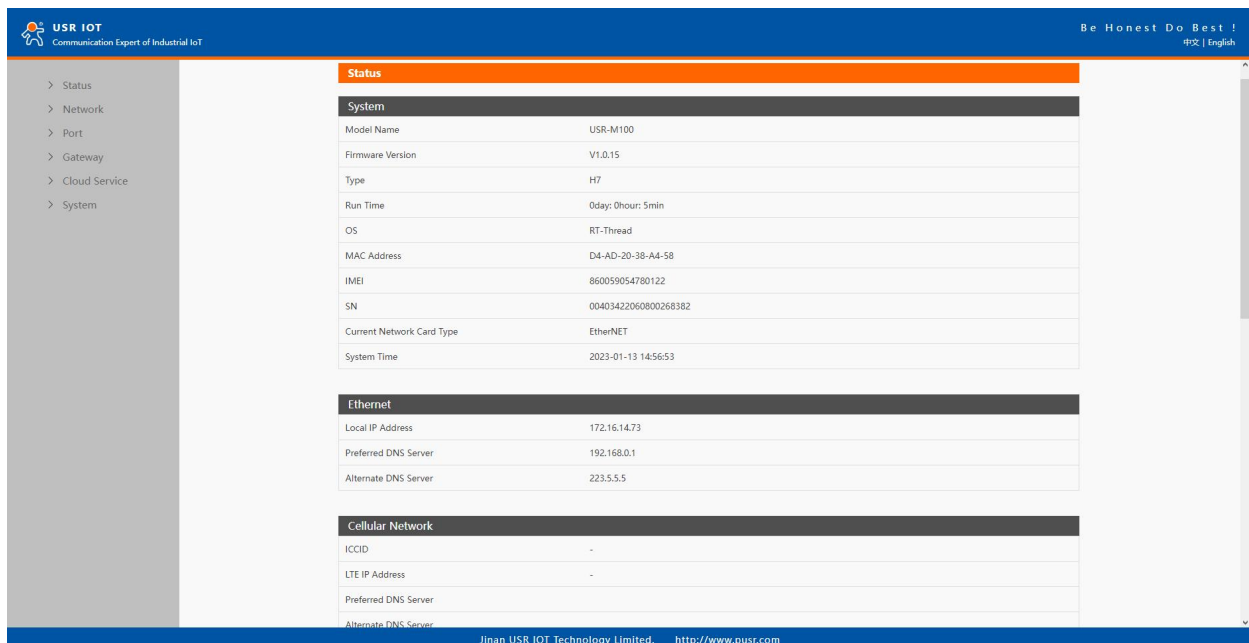 USR IOT
Communication Expert of Industrial IoT
Be Honest Do Best !
中文 | English
> Status
> Network
> Port
> Gateway
> Cloud Service
> System
Status
System
Model Name USR-M100
Firmware Version V1.0.15
Type H7
Run Time 0day: 0hour: 5min
OS RT-Thread
MAC Address D4-AD-20-38-A4-58
IMEI 860059054780122
SN 00403422060800268382
Current Network Card Type EtherNET
System Time 2023-01-13 14:56:53
Ethernet
Local IP Address 172.16.14.73
Preferred DNS Server 192.168.0.1
Alternate DNS Server 223.5.5.5
Cellular Network
ICCID -
LTE IP Address -
Preferred DNS Server
Alternate DNS Server
Jinan USR IOT Technology Limited. http://www.pusr.com